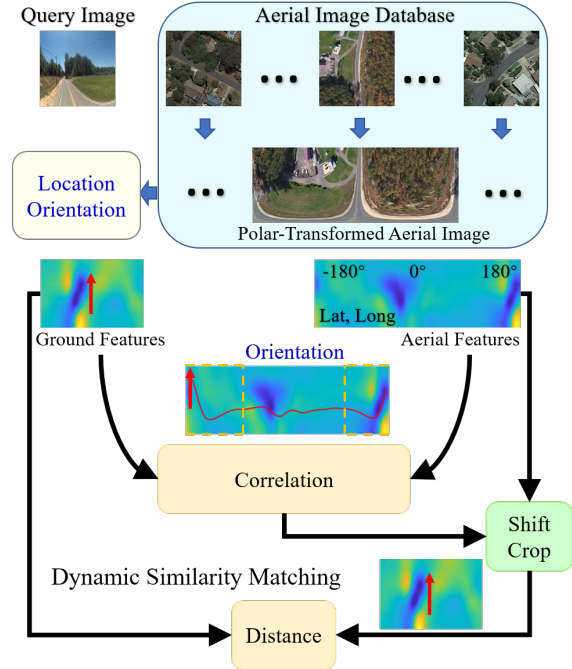 Query Image
Aerial Image Database
Location
Orientation
Polar-Transformed Aerial Image
-180° 0° 180°
Lat, Long
Ground Features
Aerial Features
Orientation
Correlation
Shift
Crop
Dynamic Similarity Matching
Distance